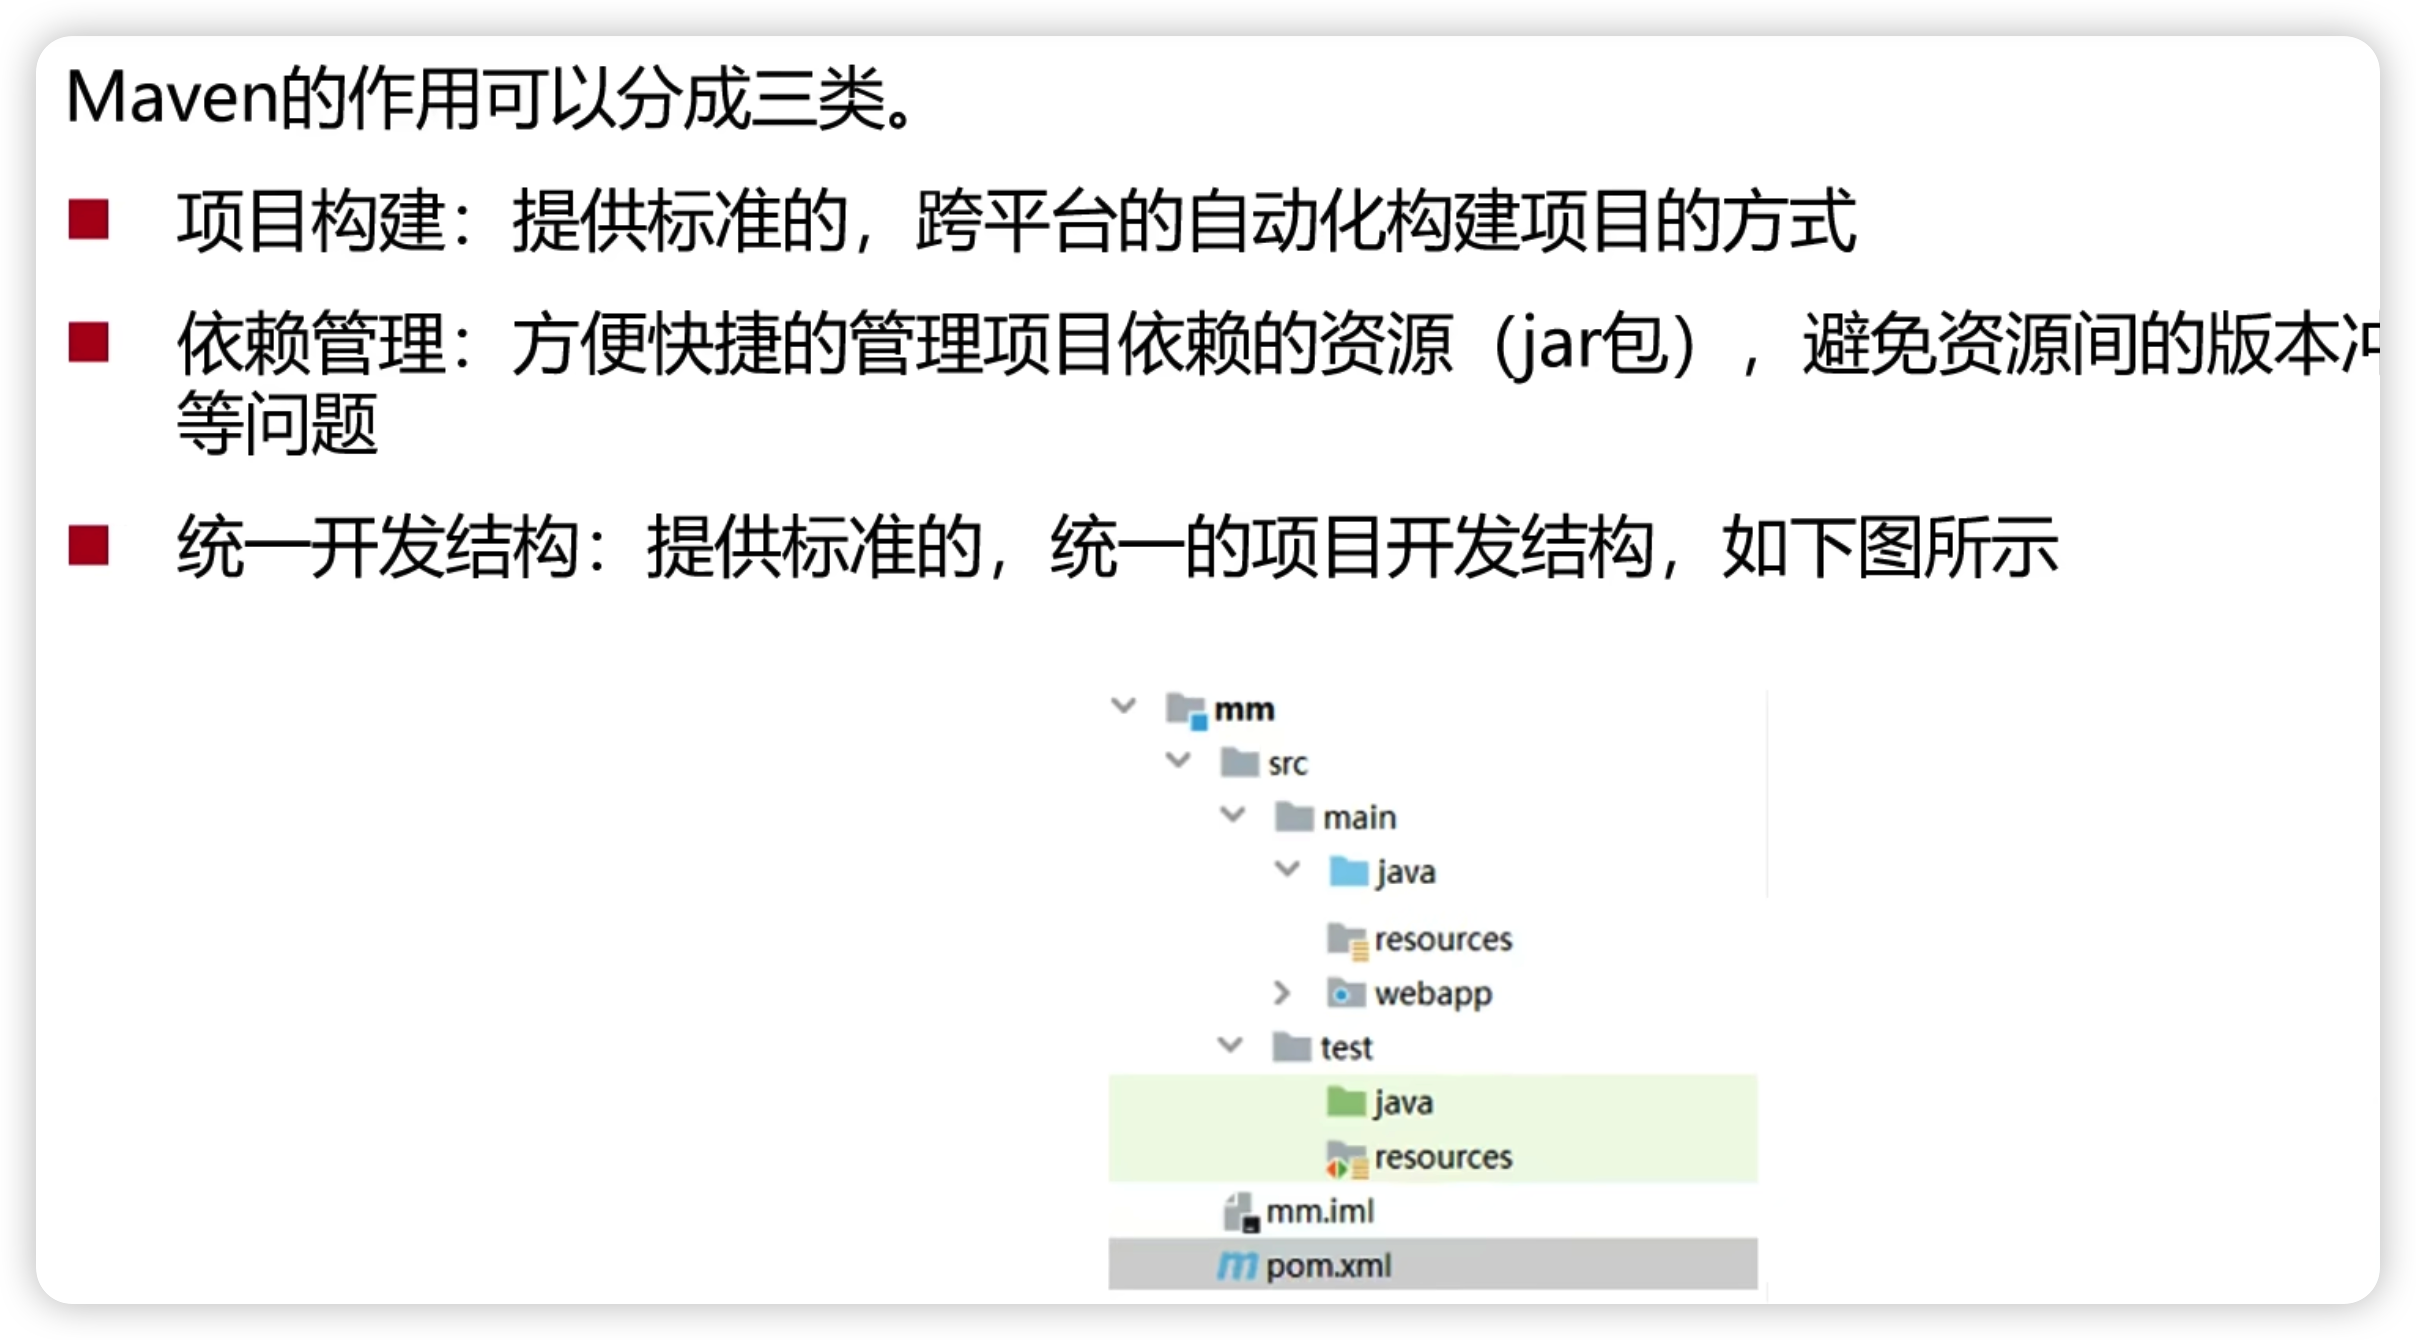 Maven的作用可以分成三类。
项目构建：提供标准的，跨平台的自动化构建项目的方式
依赖管理：方便快捷的管理项目依赖的资源（jar包），避免资源间的版本冲
等问题
统一开发结构：提供标准的，统一的项目开发结构，如下图所示
mm
src
main
java
resources
webapp
test
java
resources
mm.iml
pom.xml